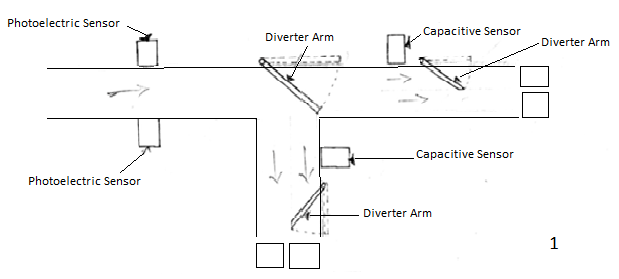 Photoelectric Sensor
Diverter Arm
Capacitive Sensor
Diverter Arm
Capacitive Sensor
Photoelectric Sensor
Diverter Arm
1